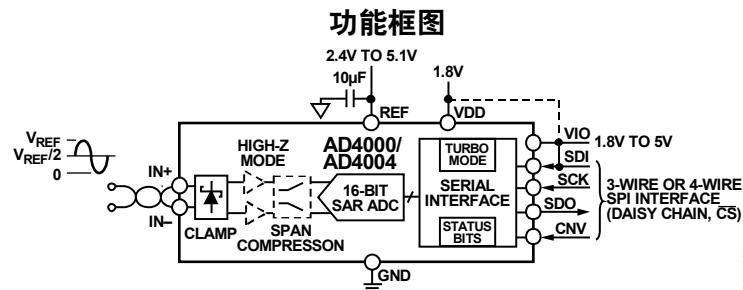 功能框图
2.4V TO 5.1V
10µF
1.8V
REF
VDD
VREF
VREF/2
0
HIGH-Z
MODE
AD4000/
AD4004
TURBO
MODE
VIO
1.8V TO 5V
IN+
SDI
16-BIT
SAR ADC
SERIAL
INTERFACE
SCK
3-WIRE OR 4-WIRE
SPI INTERFACE
(DAISY CHAIN, CS)
SDO
IN–
CLAMP
SPAN
COMPRESSON
STATUS
BITS
CNV
GND